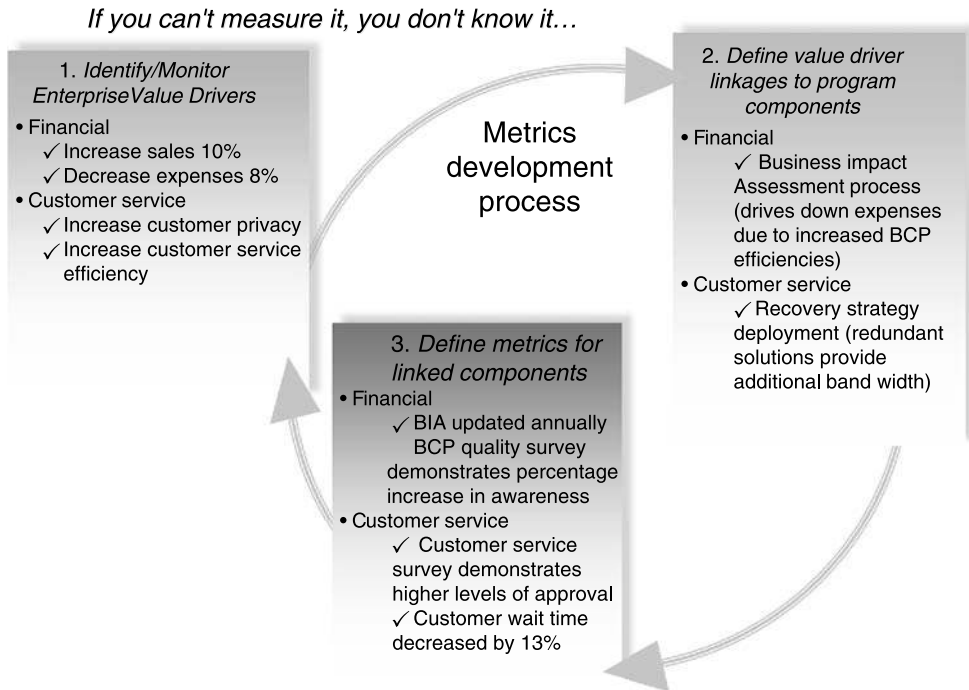 If you can't measure it, you don't know it…
1. Identify/Monitor
EnterpriseValue Drivers
• Financial
✓ Increase sales 10%
✓ Decrease expenses 8%
• Customer service
✓ Increase customer privacy
✓ Increase customer service
efficiency
Metrics
development
process
2. Define value driver
linkages to program
components
• Financial
✓ Business impact
Assessment process
(drives down expenses
due to increased BCP
efficiencies)
• Customer service
✓ Recovery strategy
deployment (redundant
solutions provide
additional band width)
3. Define metrics for
linked components
• Financial
✓ BIA updated annually
BCP quality survey
demonstrates percentage
increase in awareness
• Customer service
✓ Customer service
survey demonstrates
higher levels of approval
✓ Customer wait time
decreased by 13%